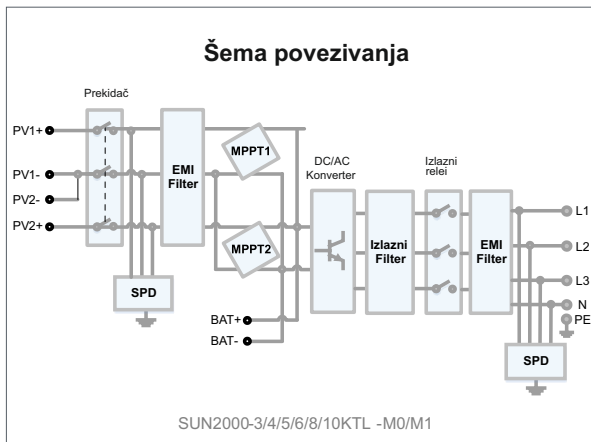 Šema povezivanja
Prekidač
PV1+
PV1-
PV2-
PV2+
EMI
Filter
MPPT1
MPPT2
SPD
BAT+
BAT-
DC/AC
Konverter
Izlazni
Filter
Izlazni
relei
EMI
Filter
L1
L2
L3
N
PE
SPD
SUN2000-3/4/5/6/8/10KTL -M0/M1